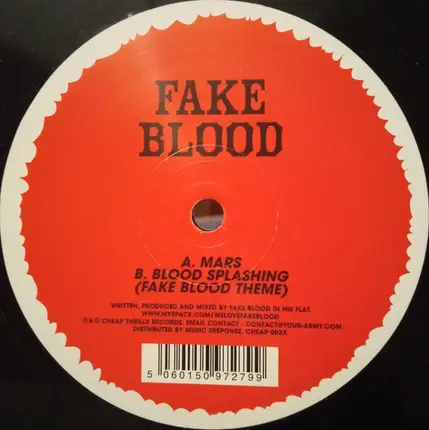 FAKE
BLOOD
A. MARS
B. BLOOD SPLASHING
(FAKE BLOOD THEME)
WRITTEN, PRODUCED AND MIXED BY FAKE BLOOD IN HIS FLAT.
WWW.MYSPACE.COM/WELOVEFAKEBLOOD
©&© CHEAP THRILLS RECORDS. EMAIL CONTACT - CONTACT@YOUR-ARMY.COM
DISTRIBUTED BY MUSIC RESPONSE. CHEAP 003X
5 060150 972799